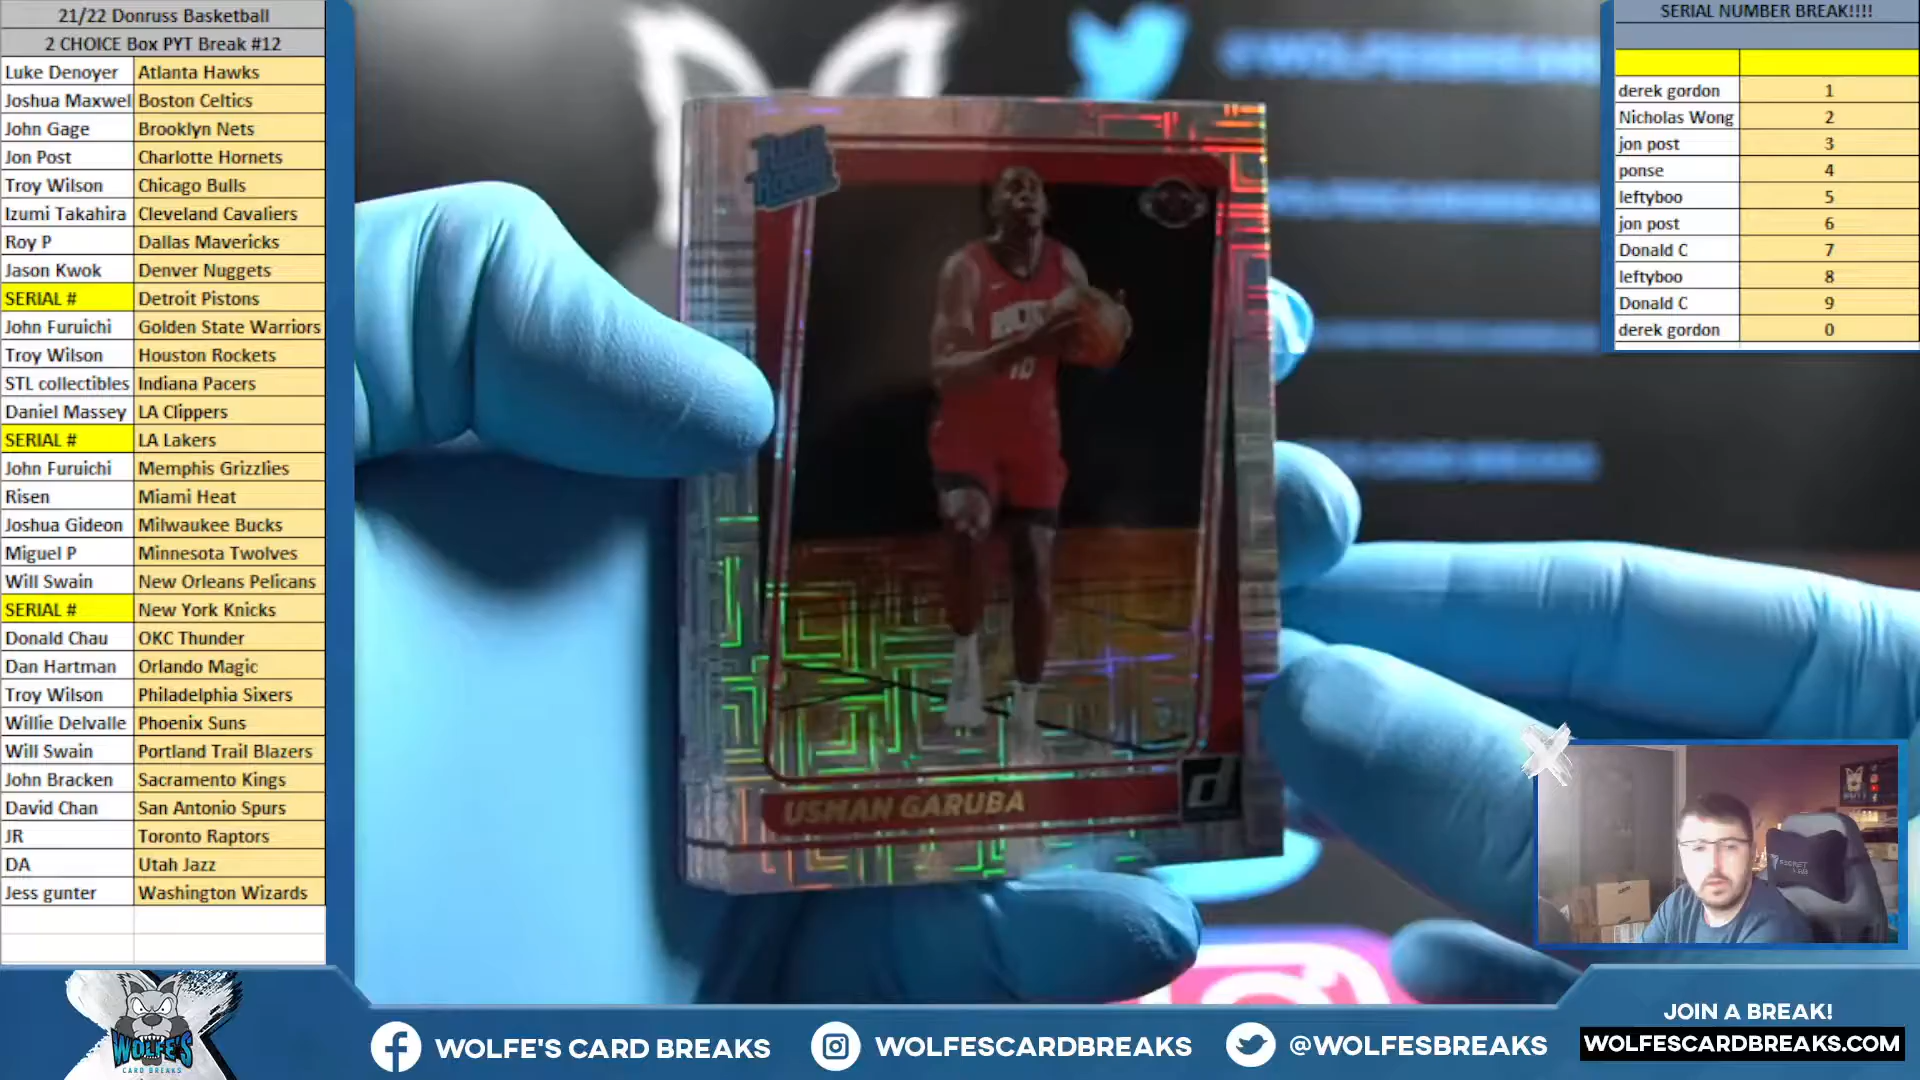 21/22 Donruss Basketball
2 CHOICE Box PYT Break #12
Luke Denoyer Atlanta Hawks
Joshua Maxwel Boston Celtics
John Gage Brooklyn Nets
Jon Post Charlotte Hornets
Troy Wilson Chicago Bulls
Izumi Takahira Cleveland Cavaliers
Roy P Dallas Mavericks
Jason Kwok Denver Nuggets
SERIAL # Detroit Pistons
John Furuichi Golden State Warriors
Troy Wilson Houston Rockets
STL collectibles Indiana Pacers
Daniel Massey LA Clippers
SERIAL # LA Lakers
John Furuichi Memphis Grizzlies
Risen Miami Heat
Joshua Gideon Milwaukee Bucks
Miguel P Minnesota Twolves
Will Swain New Orleans Pelicans
SERIAL # New York Knicks
Donald Chau OKC Thunder
Dan Hartman Orlando Magic
Troy Wilson Philadelphia Sixers
Willie Delvalle Phoenix Suns
Will Swain Portland Trail Blazers
John Bracken Sacramento Kings
David Chan San Antonio Spurs
JR Toronto Raptors
DA Utah Jazz
Jess gunter Washington Wizards
@WOLFESBREAKS
RATED ROOKIE
10
USMAN GARUBA
d
SERIAL NUMBER BREAK!!!!
derek gordon 1
Nicholas Wong 2
jon post 3
ponse 4
leftyboo 5
jon post 6
Donald C 7
leftyboo 8
Donald C 9
derek gordon 0
WOLFE'S
CARD BREAKS
WOLFE'S CARD BREAKS
WOLFESCARDBREAKS
@WOLFESBREAKS
JOIN A BREAK!
WOLFESCARDBREAKS.COM